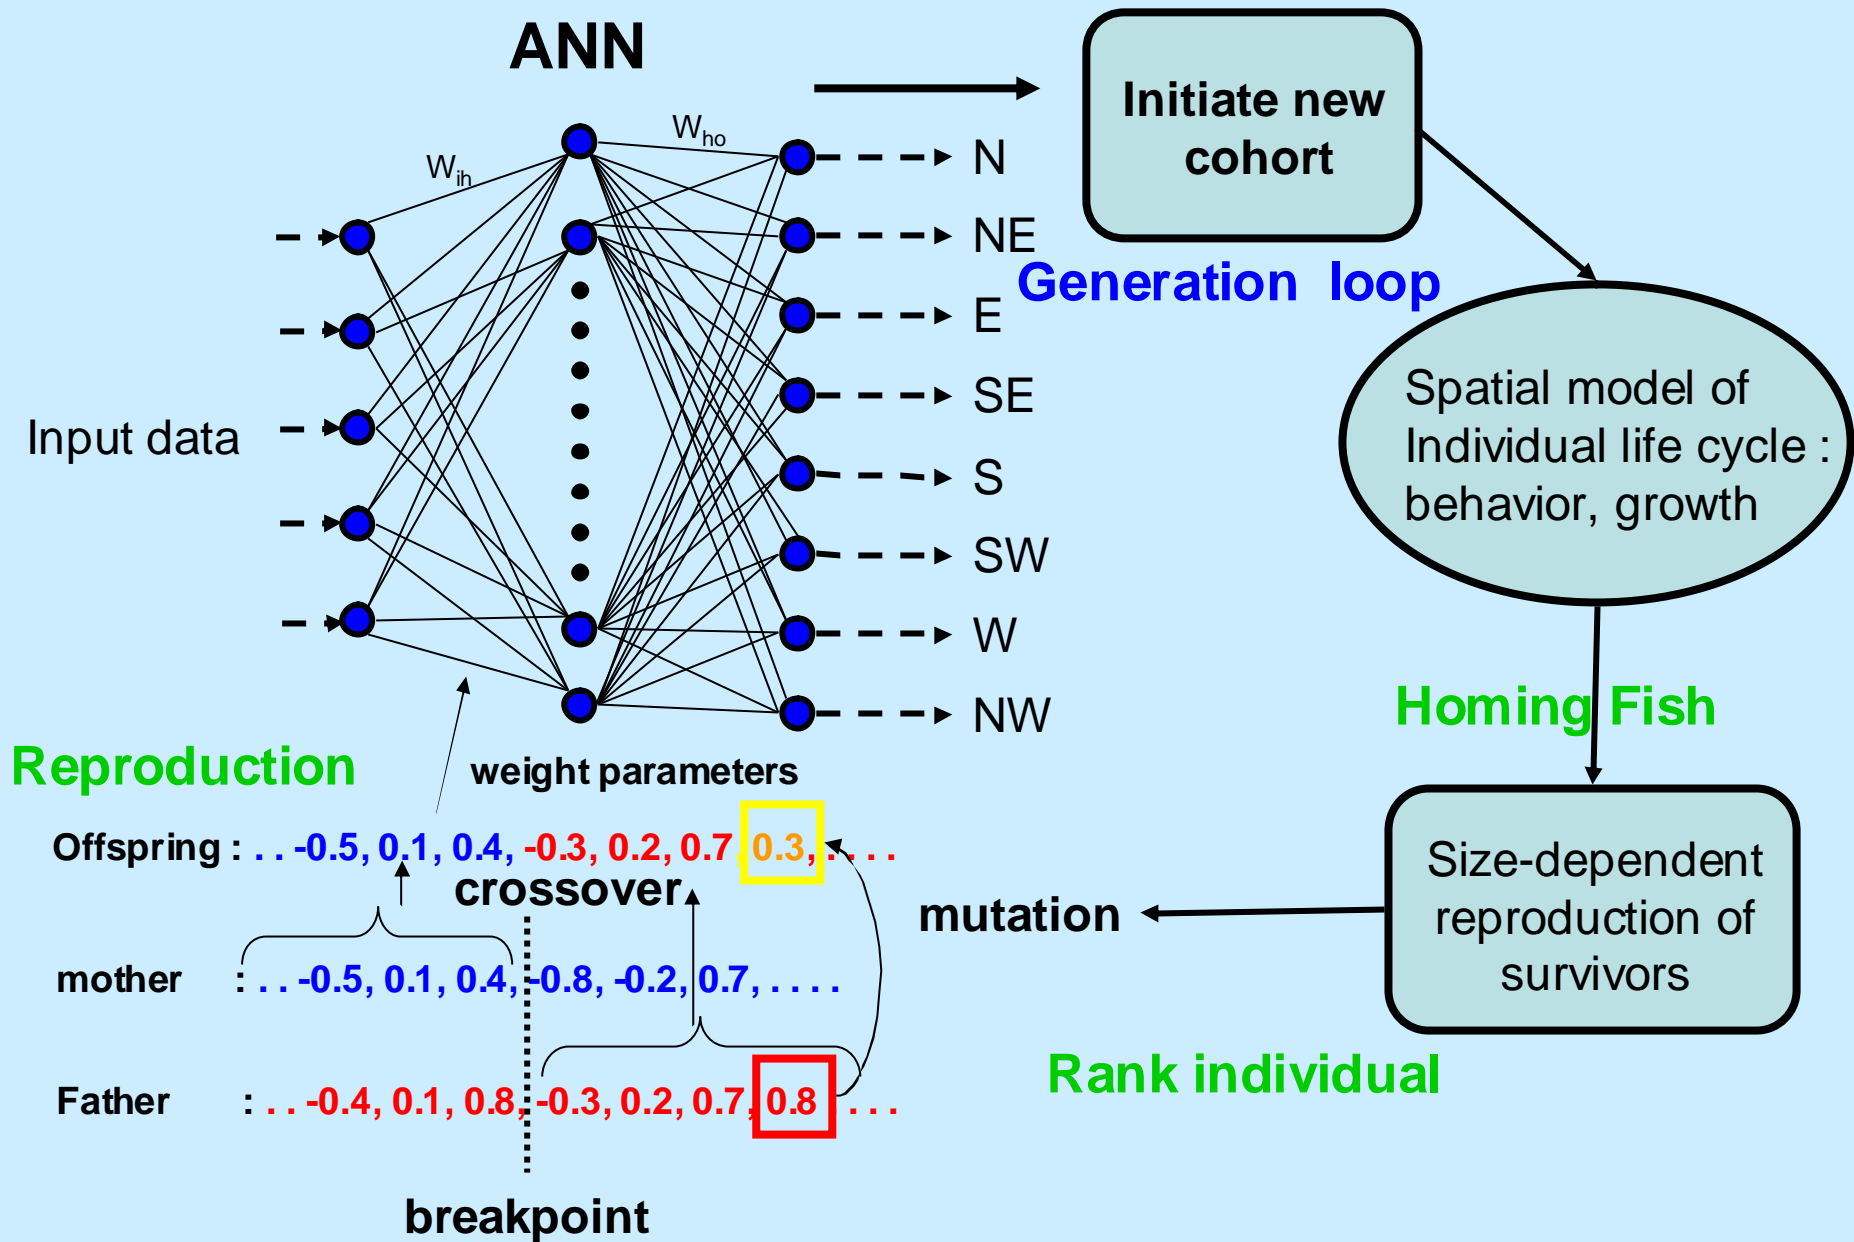 ANN
Initiate new
cohort
W_ih
W_ho
N
NE
E
SE
S
SW
W
NW
Generation loop
Input data
Spatial model of
Individual life cycle :
behavior, growth
Homing Fish
Reproduction
weight parameters
Offspring : . . -0.5, 0.1, 0.4, -0.3, 0.2, 0.7, 0.3, . . . .
crossover
mother : . . -0.5, 0.1, 0.4, -0.8, -0.2, 0.7, . . . .
Father : . . -0.4, 0.1, 0.8, -0.3, 0.2, 0.7, 0.8, . . . .
breakpoint
mutation
Size-dependent
reproduction of
survivors
Rank individual